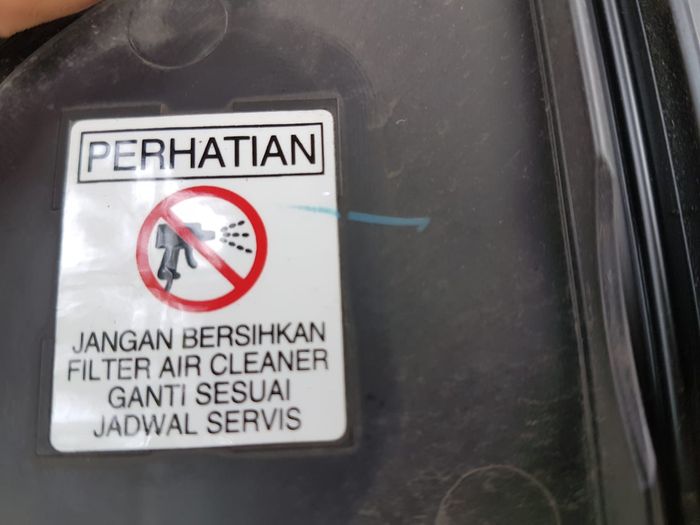 PERHATIAN
JANGAN BERSIHKAN
FILTER AIR CLEANER
GANTI SESUAI
JADWAL SERVIS